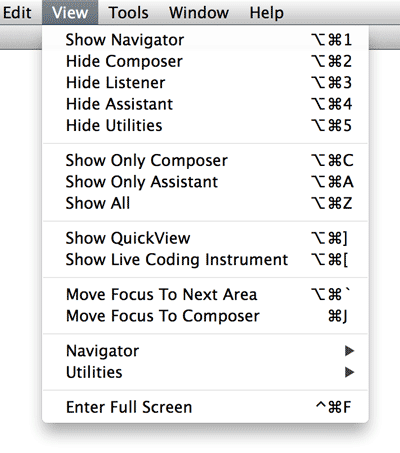 Edit View Tools Window Help
Show Navigator ⌥⌘1
Hide Composer ⌥⌘2
Hide Listener ⌥⌘3
Hide Assistant ⌥⌘4
Hide Utilities ⌥⌘5
Show Only Composer ⌥⌘C
Show Only Assistant ⌥⌘A
Show All ⌥⌘Z
Show QuickView ⌥⌘]
Show Live Coding Instrument ⌥⌘[
Move Focus To Next Area ⌥⌘`
Move Focus To Composer ⌘J
Navigator ▶
Utilities ▶
Enter Full Screen ^⌘F